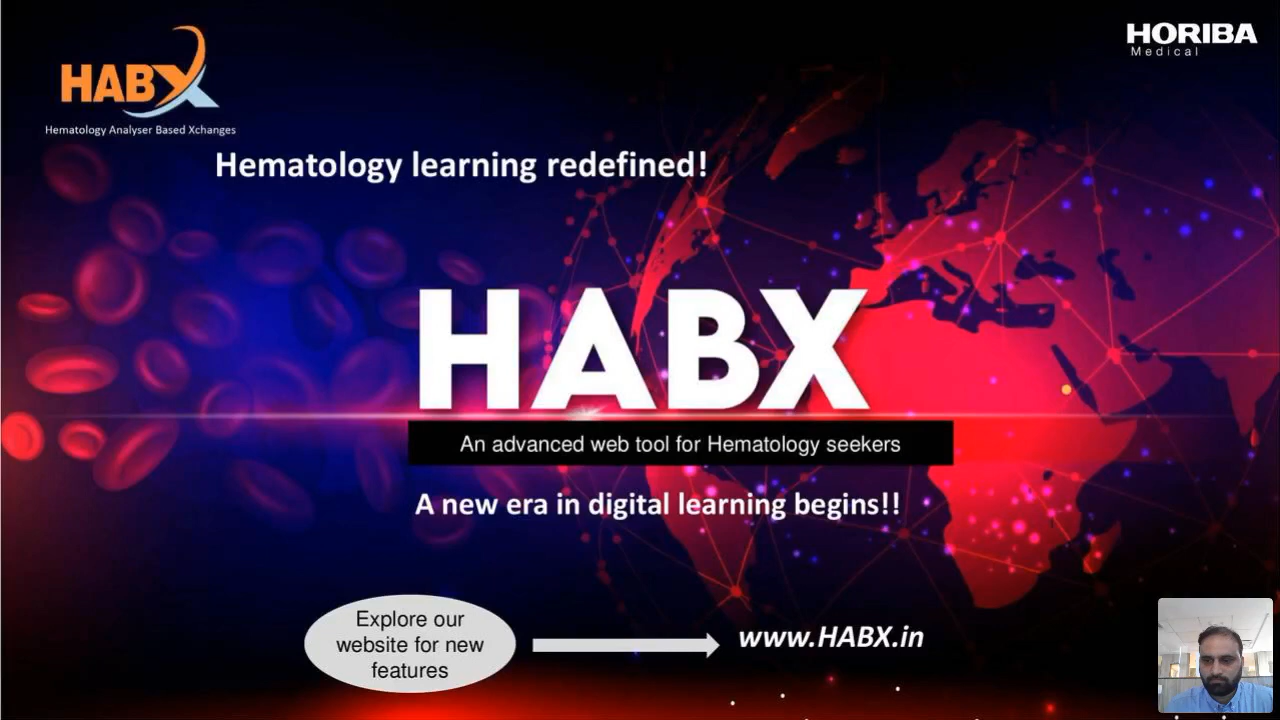 HABX
Hematology Analyser Based Xchanges
HORIBA
Medical
Hematology learning redefined!
HABX
An advanced web tool for Hematology seekers
A new era in digital learning begins!!
Explore our
website for new
features
www.HABX.in